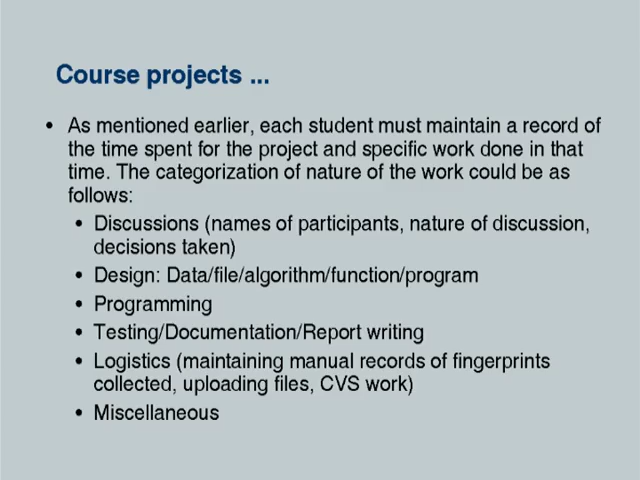 Course projects ...
• As mentioned earlier, each student must maintain a record of
the time spent for the project and specific work done in that
time. The categorization of nature of the work could be as
follows:
• Discussions (names of participants, nature of discussion,
decisions taken)
• Design: Data/file/algorithm/function/program
• Programming
• Testing/Documentation/Report writing
• Logistics (maintaining manual records of fingerprints
collected, uploading files, CVS work)
• Miscellaneous